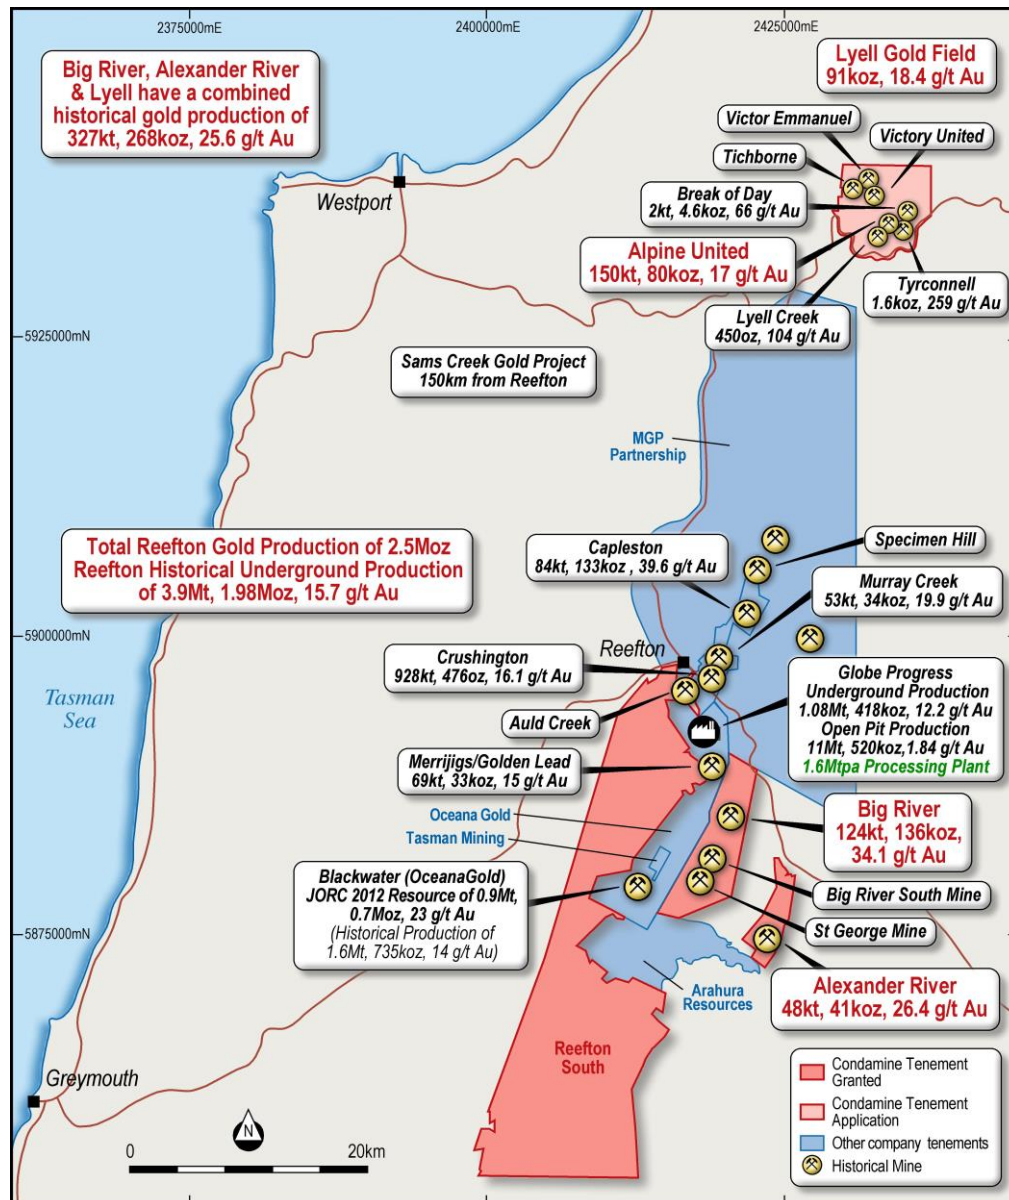 2375000mE
2400000mE
2425000mE
Big River, Alexander River
& Lyell have a combined
historical gold production of
327kt, 268koz, 25.6 g/t Au
Lyell Gold Field
91koz, 18.4 g/t Au
Victor Emmanuel
Victory United
Tichborne
Westport
Break of Day
2kt, 4.6koz, 66 g/t Au
Alpine United
150kt, 80koz, 17 g/t Au
Tyrconnell
1.6koz, 259 g/t Au
Lyell Creek
450oz, 104 g/t Au
5925000mN
Sams Creek Gold Project
150km from Reefton
MGP
Partnership
Total Reefton Gold Production of 2.5Moz
Reefton Historical Underground Production
of 3.9Mt, 1.98Moz, 15.7 g/t Au
Capleston
84kt, 133koz , 39.6 g/t Au
Specimen Hill
Murray Creek
53kt, 34koz, 19.9 g/t Au
5900000mN
Reefton
Crushington
928kt, 476oz, 16.1 g/t Au
Globe Progress
Underground Production
1.08Mt, 418koz, 12.2 g/t Au
Open Pit Production
11Mt, 520koz,1.84 g/t Au
1.6Mtpa Processing Plant
Tasman
Sea
Auld Creek
Merrijigs/Golden Lead
69kt, 33koz, 15 g/t Au
Oceana Gold
Tasman Mining
Big River
124kt, 136koz,
34.1 g/t Au
Blackwater (OceanaGold)
JORC 2012 Resource of 0.9Mt,
0.7Moz, 23 g/t Au
(Historical Production of
1.6Mt, 735koz, 14 g/t Au)
Big River South Mine
St George Mine
5875000mN
Arahura
Resources
Alexander River
48kt, 41koz, 26.4 g/t Au
Reefton
South
Greymouth
N
0
20km
Condamine Tenement
Granted
Condamine Tenement
Application
Other company tenements
Historical Mine